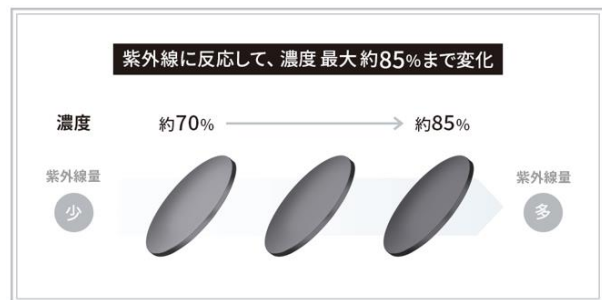 紫外線に反応して、濃度 最大 約85%まで変化
濃度 約70% 約85%
紫外線量
少
紫外線量
多